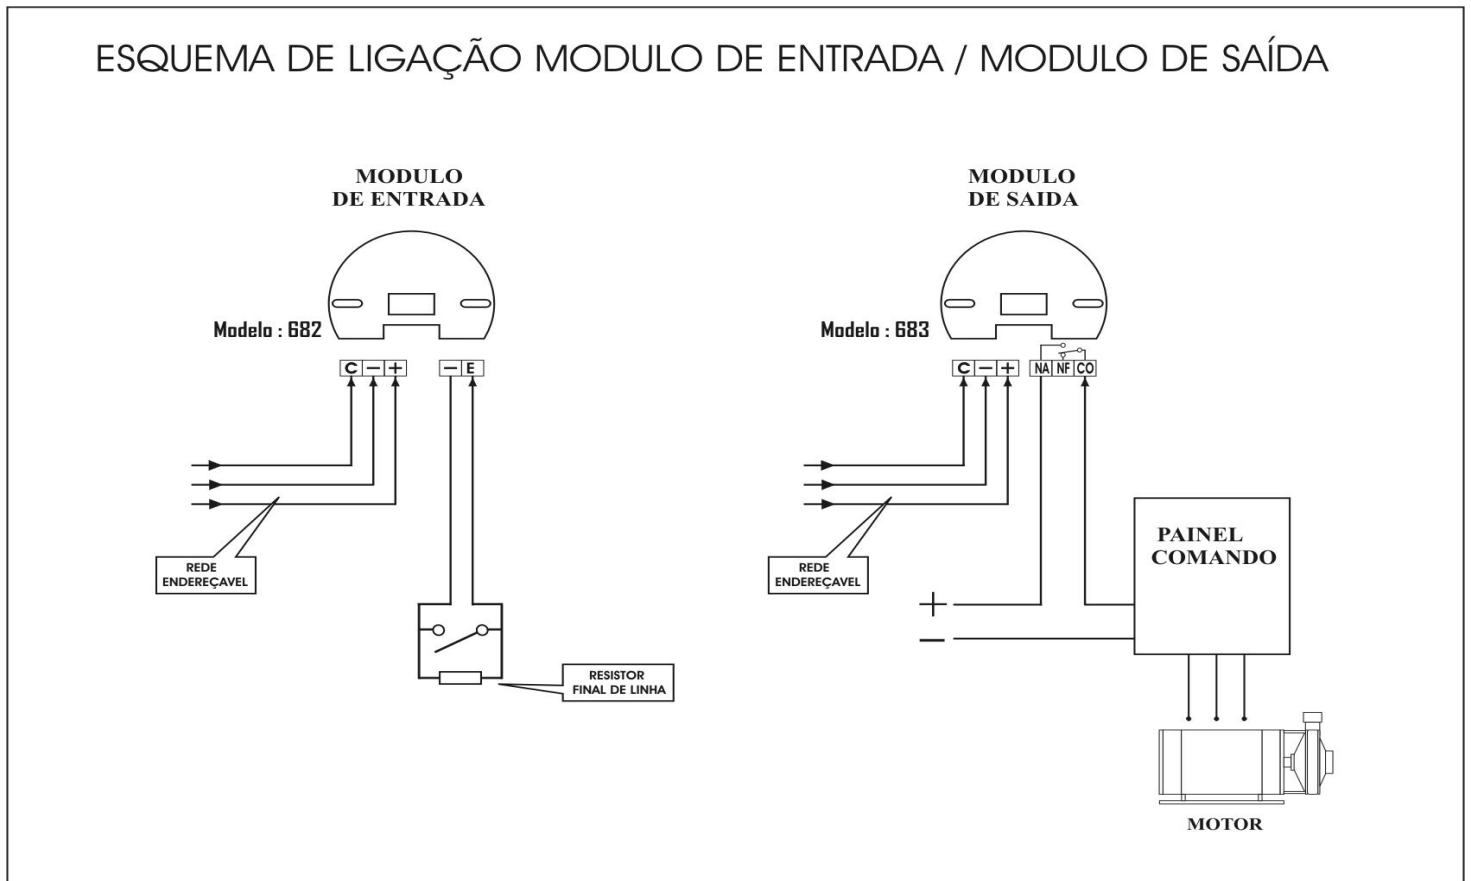 ESQUEMA DE LIGAÇÃO MODULO DE ENTRADA / MODULO DE SAÍDA
MODULO
DE ENTRADA
Modelo : 682
C - +
- E
REDE
ENDEREÇAVEL
RESISTOR
FINAL DE LINHA
MODULO
DE SAIDA
Modelo : 683
C - +
NA NF CO
REDE
ENDEREÇAVEL
+
-
PAINEL
COMANDO
MOTOR